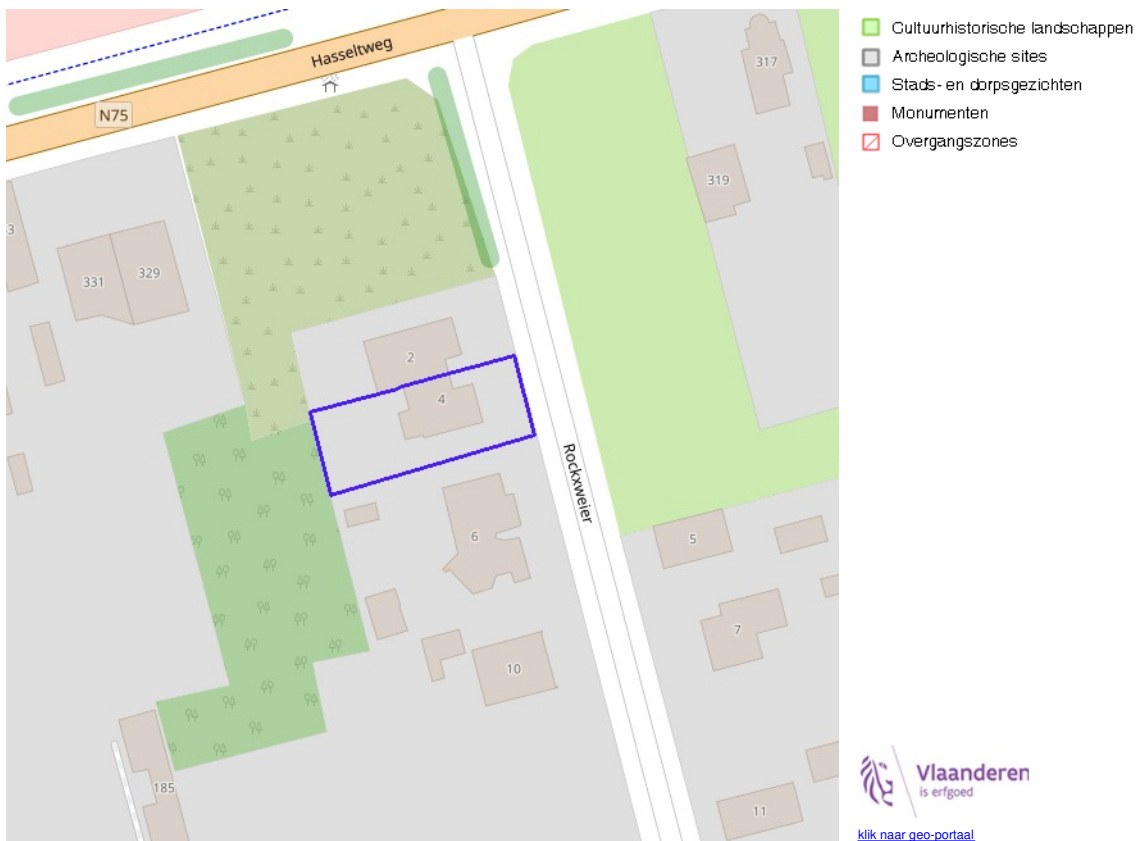 Hasseltweg
N75
317
319
3
331
329
2
4
Rockxweier
6
5
7
10
185
11
Cultuurhistorische landschappen
Archeologische sites
Stads- en dorpsgezichten
Monumenten
Overgangszones
Vlaanderen
is erfgoed
klik naar geo-portaal